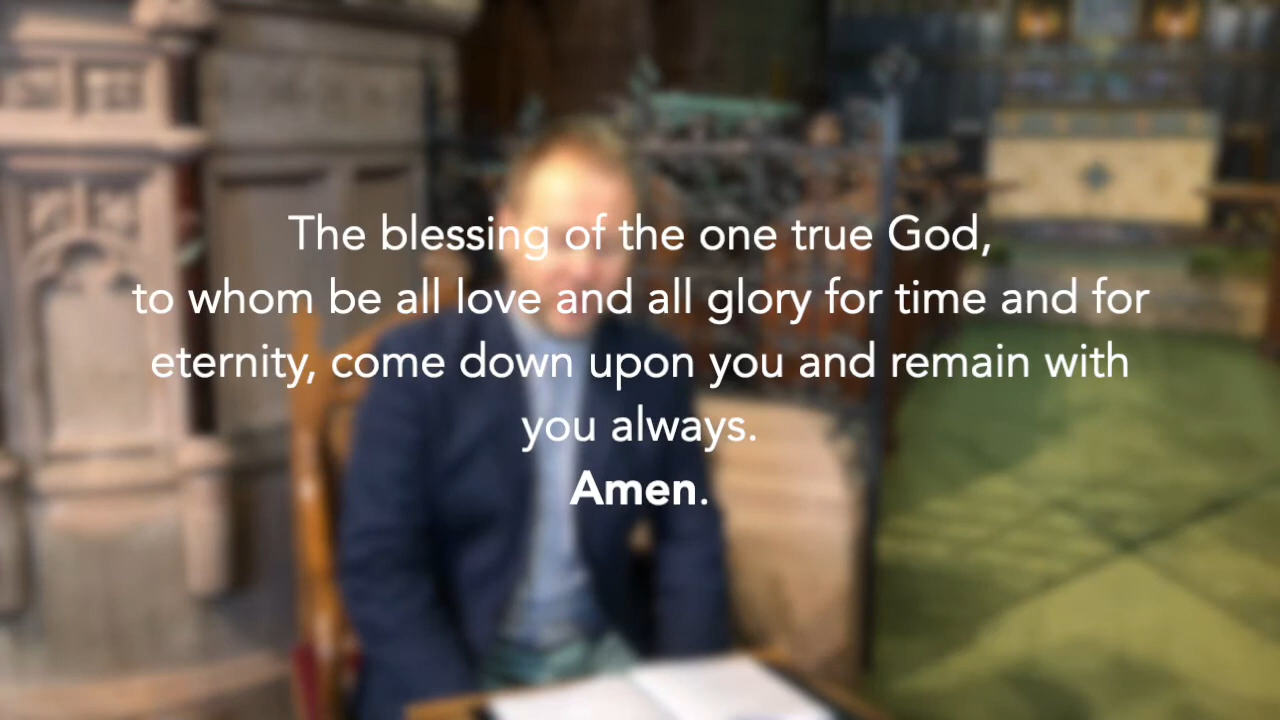 The blessing of the one true God,
to whom be all love and all glory for time and for
eternity, come down upon you and remain with
you always.
Amen.